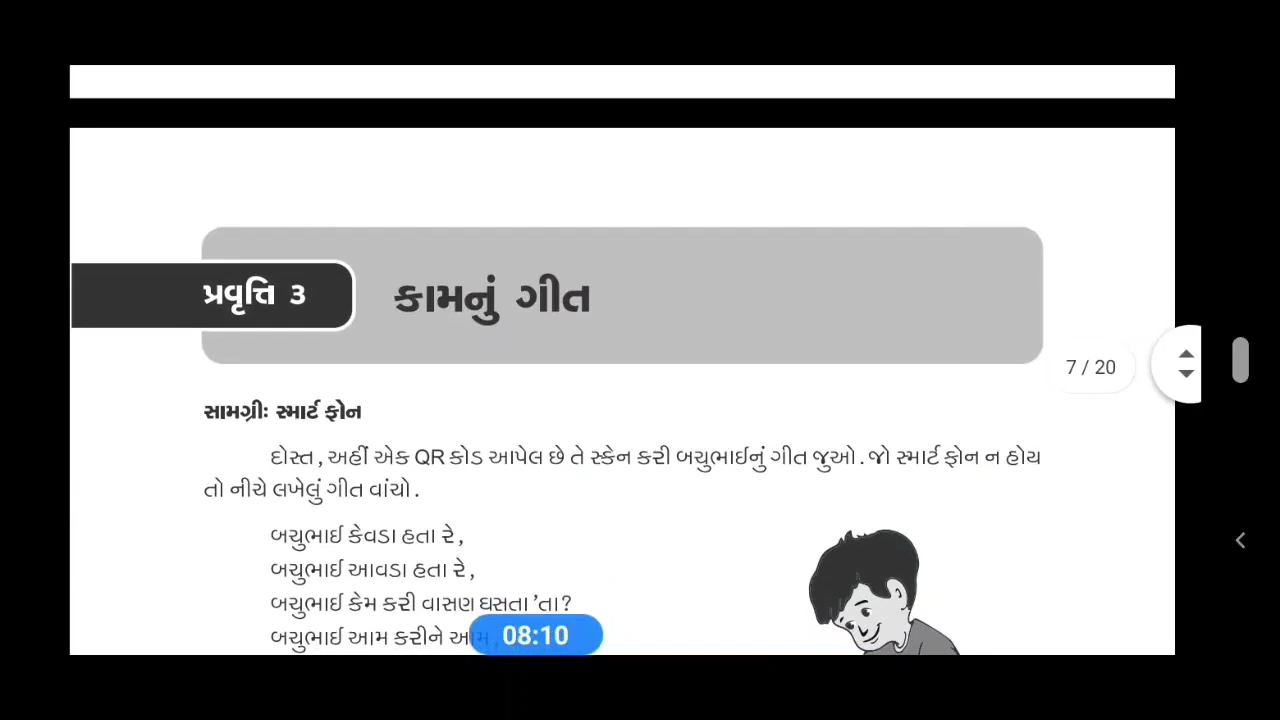 પ્રવૃત્તિ ૩
કામનું ગીત
7 / 20
સામગ્રીઃ સ્માર્ટ ફોન
દોસ્ત, અહીં એક QR કોડ આપેલ છે તે સ્કેન કરી બચુભાઈનું ગીત જુઓ. જો સ્માર્ટ ફોન ન હોય
તો નીચે લખેલું ગીત વાંચો.
બચુભાઈ કેવડા હતા રે,
બચુભાઈ આવડા હતા રે,
બચુભાઈ કેમ કરી વાસણ ઘસતા ’તા?
બચુભાઈ આમ કરીને આમ,
08:10